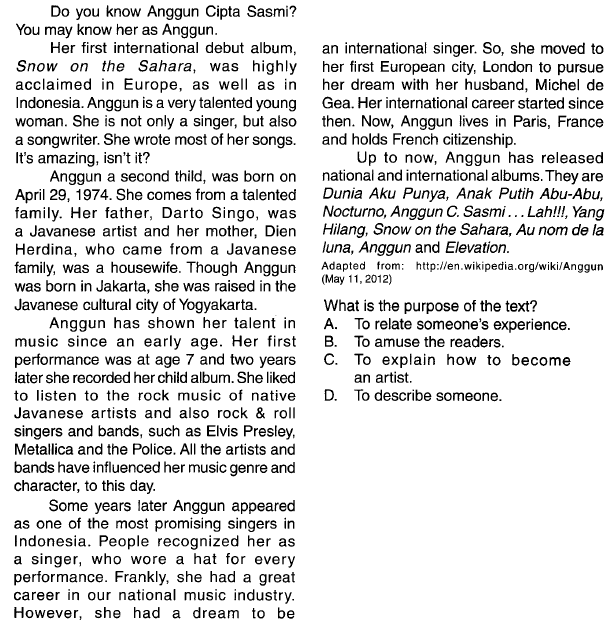 Do you know Anggun Cipta Sasmi?
You may know her as Anggun.
Her first international debut album,
Snow on the Sahara, was highly
acclaimed in Europe, as well as in
Indonesia. Anggun is a very talented young
woman. She is not only a singer, but also
a songwriter. She wrote most of her songs.
It's amazing, isn't it?
Anggun a second thild, was born on
April 29, 1974. She comes from a talented
family. Her father, Darto Singo, was
a Javanese artist and her mother, Dien
Herdina, who came from a Javanese
family, was a housewife. Though Anggun
was born in Jakarta, she was raised in the
Javanese cultural city of Yogyakarta.
Anggun has shown her talent in
music since an early age. Her first
performance was at age 7 and two years
later she recorded her child album. She liked
to listen to the rock music of native
Javanese artists and also rock & roll
singers and bands, such as Elvis Presley,
Metallica and the Police. All the artists and
bands have influenced her music genre and
character, to this day.
Some years later Anggun appeared
as one of the most promising singers in
Indonesia. People recognized her as
a singer, who wore a hat for every
performance. Frankly, she had a great
career in our national music industry.
However, she had a dream to be
an international singer. So, she moved to
her first European city, London to pursue
her dream with her husband, Michel de
Gea. Her international career started since
then. Now, Anggun lives in Paris, France
and holds French citizenship.
Up to now, Anggun has released
national and international albums. They are
Dunia Aku Punya, Anak Putih Abu-Abu,
Nocturno, Anggun C. Sasmi . . . Lah!!!, Yang
Hilang, Snow on the Sahara, Au nom de la
luna, Anggun and Elevation.
Adapted from: http://en.wikipedia.org/wiki/Anggun
(May 11, 2012)
What is the purpose of the text?
A. To relate someone's experience.
B. To amuse the readers.
C. To explain how to become
an artist.
D. To describe someone.